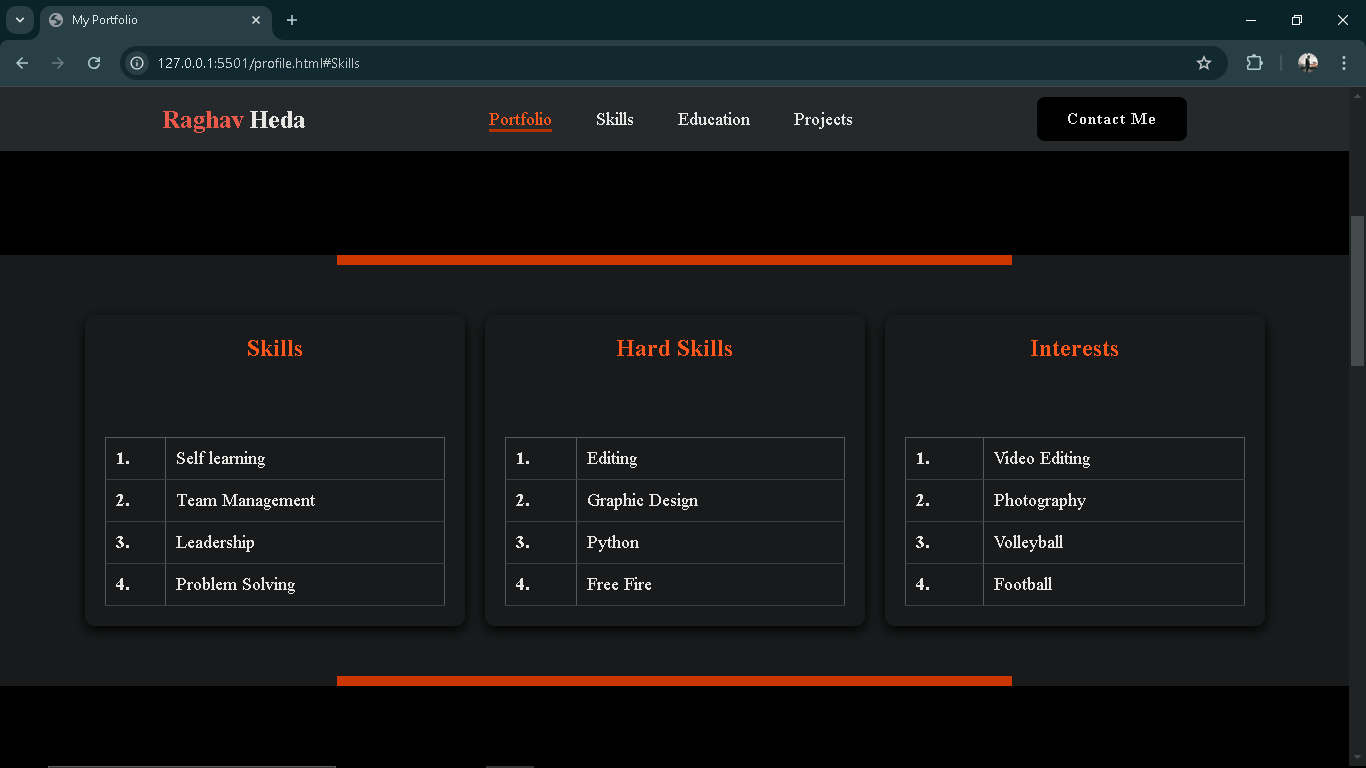 My Portfolio
127.0.0.1:5501/profile.html#Skills
Raghav Heda
Portfolio Skills Education Projects
Contact Me
Skills
1. Self learning
2. Team Management
3. Leadership
4. Problem Solving
Hard Skills
1. Editing
2. Graphic Design
3. Python
4. Free Fire
Interests
1. Video Editing
2. Photography
3. Volleyball
4. Football